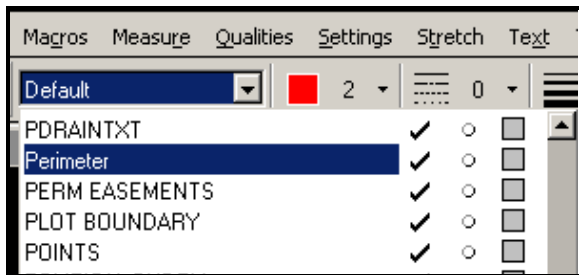 Macros Measure Qualities Settings Stretch Text
Default 2 0
PDRAINTXT
Perimeter
PERM EASEMENTS
PLOT BOUNDARY
POINTS